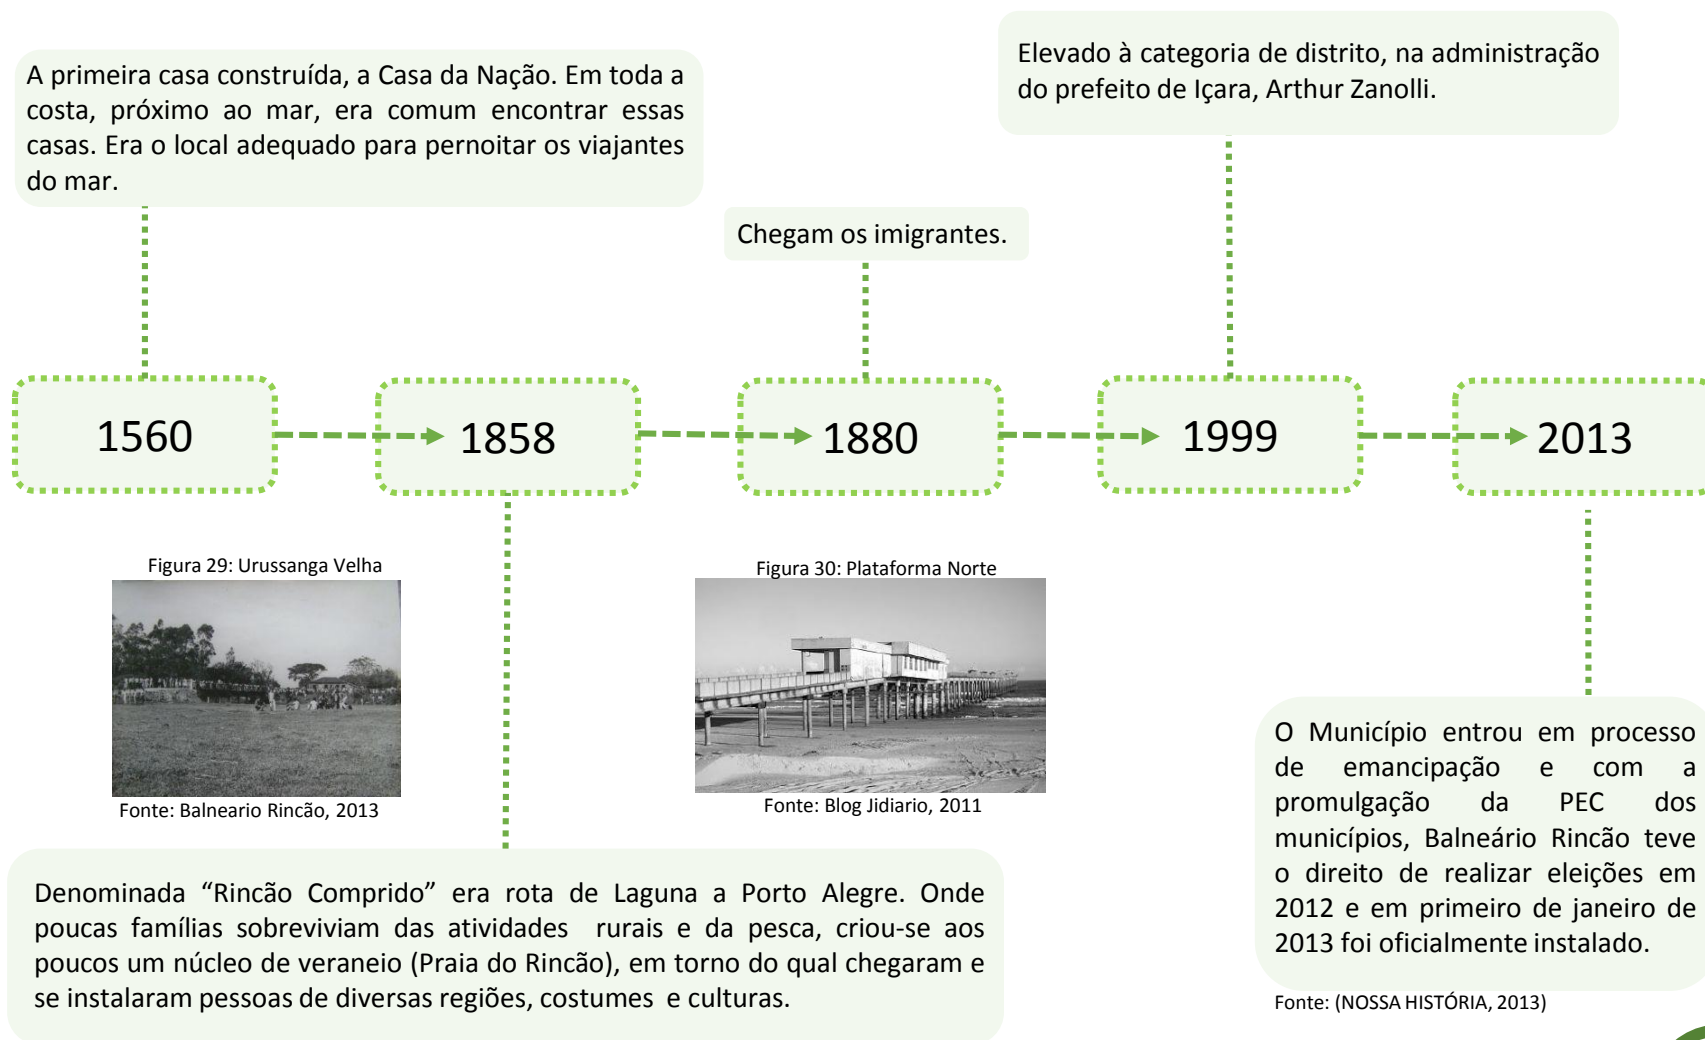 A primeira casa construída, a Casa da Nação. Em toda a
costa, próximo ao mar, era comum encontrar essas
casas. Era o local adequado para pernoitar os viajantes
do mar.
Elevado à categoria de distrito, na administração
do prefeito de Içara, Arthur Zanolli.
Chegam os imigrantes.
1560
1858
1880
1999
2013
Figura 29: Urussanga Velha
Fonte: Balneario Rincão, 2013
Figura 30: Plataforma Norte
Fonte: Blog Jidiario, 2011
Denominada “Rincão Comprido” era rota de Laguna a Porto Alegre. Onde
poucas famílias sobreviviam das atividades rurais e da pesca, criou-se aos
poucos um núcleo de veraneio (Praia do Rincão), em torno do qual chegaram e
se instalaram pessoas de diversas regiões, costumes e culturas.
O Município entrou em processo
de emancipação e com a
promulgação da PEC dos
municípios, Balneário Rincão teve
o direito de realizar eleições em
2012 e em primeiro de janeiro de
2013 foi oficialmente instalado.
Fonte: (NOSSA HISTÓRIA, 2013)